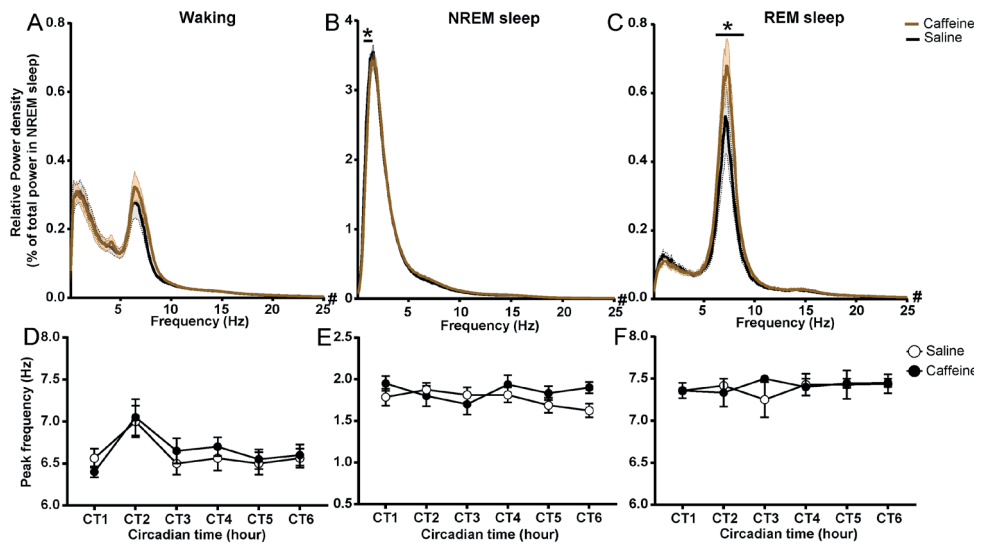 A Waking
B NREM sleep
C REM sleep
Caffeine
Saline
Relative Power density
(% of total power in NREM sleep)
0.8
0.6
0.4
0.2
0.0
5 10 15 20 25 #
Frequency (Hz)
4
*
3
2
1
0
5 10 15 20 25 #
Frequency (Hz)
0.8
*
0.6
0.4
0.2
0.0
5 10 15 20 25 #
Frequency (Hz)
D
Peak frequency (Hz)
8.0
7.5
7.0
6.5
6.0
CT1 CT2 CT3 CT4 CT5 CT6
Circadian time (hour)
E
2.5
2.0
1.5
1.0
0.5
CT1 CT2 CT3 CT4 CT5 CT6
Circadian time (hour)
F
8.0
7.5
7.0
6.5
6.0
CT1 CT2 CT3 CT4 CT5 CT6
Circadian time (hour)
Saline
Caffeine